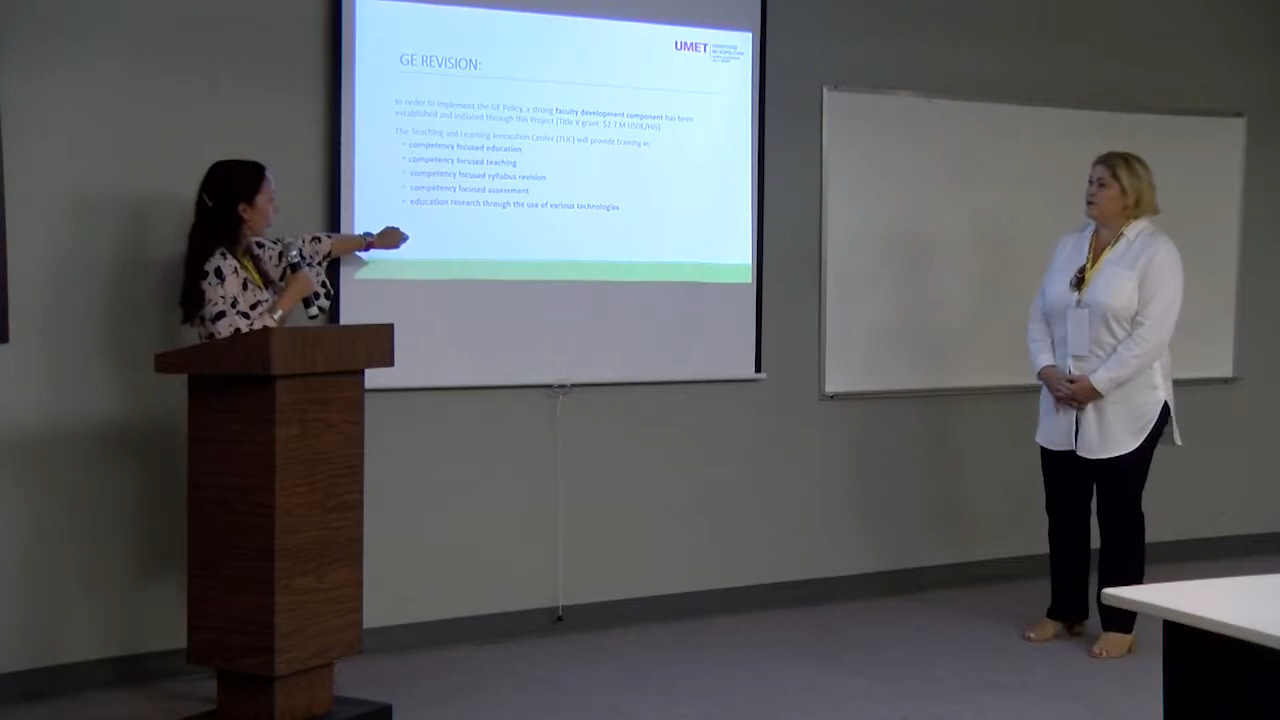 UMET
GE REVISION:
In order to implement the GE Policy, a strong faculty development component has been
established and initiated through this Project (Title V grant: $2.7 M USDE/HIS)
The Teaching and Learning Innovation Center (TLIC) will provide training in:
· competency focused education
· competency focused teaching
· competency focused syllabus revision
· competency focused assessment
· education research through the use of various technologies